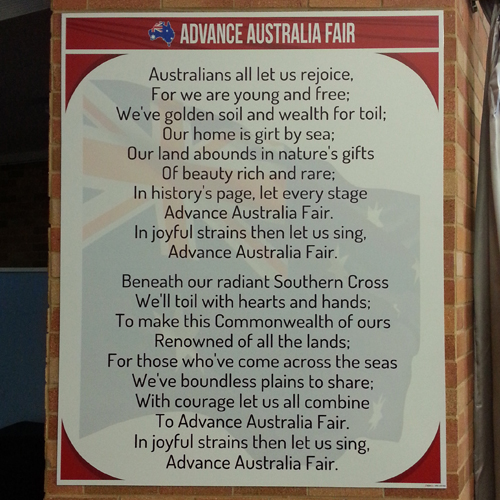 ADVANCE AUSTRALIA FAIR
Australians all let us rejoice,
For we are young and free;
We've golden soil and wealth for toil;
Our home is girt by sea;
Our land abounds in nature's gifts
Of beauty rich and rare;
In history's page, let every stage
Advance Australia Fair.
In joyful strains then let us sing,
Advance Australia Fair.
Beneath our radiant Southern Cross
We'll toil with hearts and hands;
To make this Commonwealth of ours
Renowned of all the lands;
For those who've come across the seas
We've boundless plains to share;
With courage let us all combine
To Advance Australia Fair.
In joyful strains then let us sing,
Advance Australia Fair.